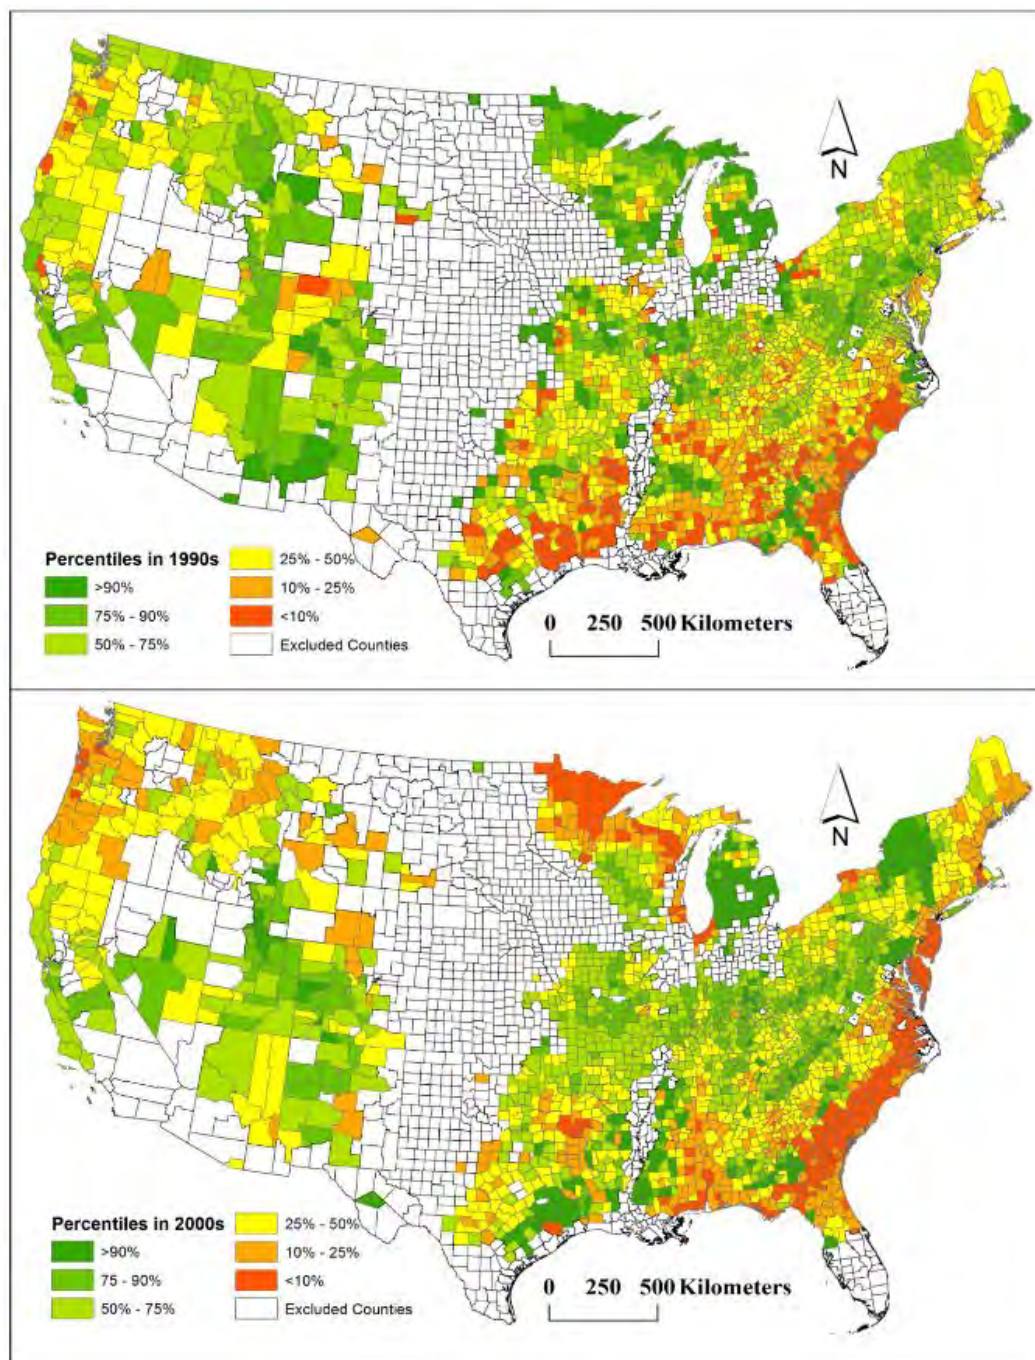 N
Percentiles in 1990s
>90%
75% - 90%
50% - 75%
25% - 50%
10% - 25%
<10%
Excluded Counties
0 250 500 Kilometers
N
Percentiles in 2000s
>90%
75 - 90%
50% - 75%
25% - 50%
10% - 25%
<10%
Excluded Counties
0 250 500 Kilometers